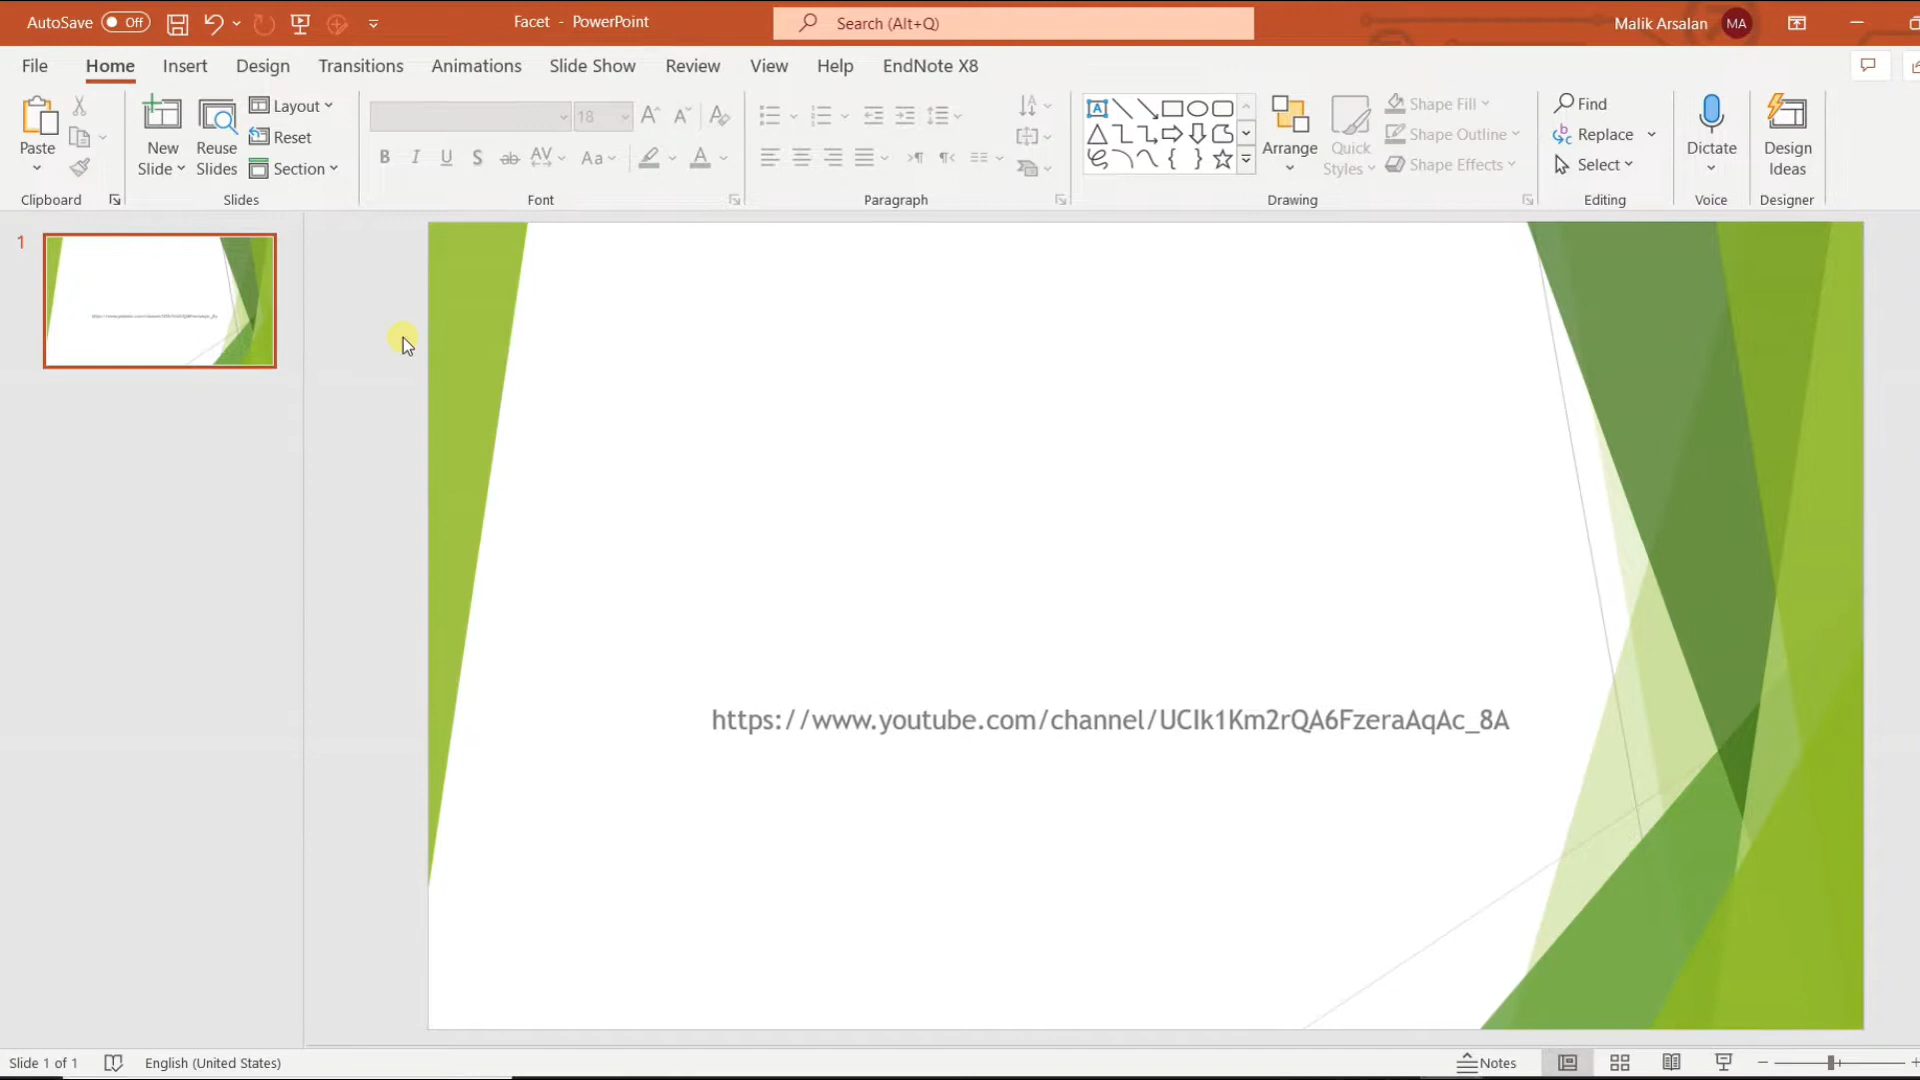 AutoSave Off Facet - PowerPoint Search (Alt+Q) Malik Arsalan MA
File Home Insert Design Transitions Animations Slide Show Review View Help EndNote X8
Paste
New Slide
Reuse Slides
Layout
Reset
Section
18
B I U S ab AV Aa A
Shape Fill
Shape Outline
Shape Effects
Arrange
Quick Styles
Find
Replace
Select
Dictate
Design Ideas
Clipboard Slides Font Paragraph Drawing Editing Voice Designer
1
https://www.youtube.com/channel/UCIk1Km2rQA6FzeraAqAc_8A
Slide 1 of 1 English (United States) Notes